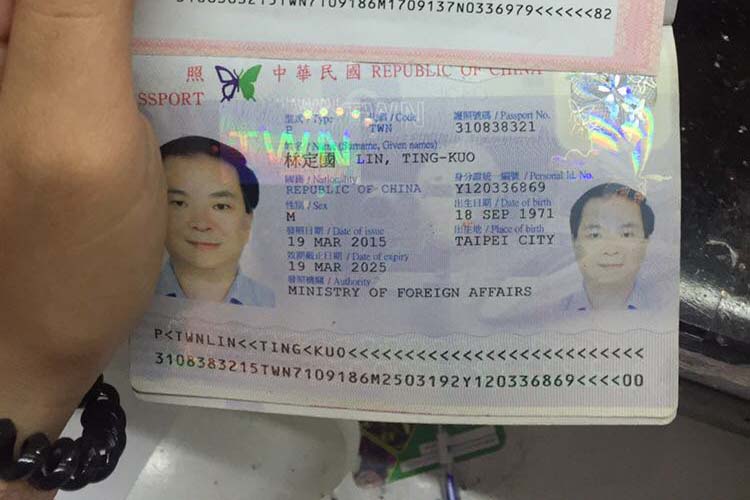 3108383215TWN7109186M1709137N0336979<<<<<<82
照 中華民國 REPUBLIC OF CHINA
SSPORT
型式 / Type 代碼 / Code 護照號碼 / Passport No.
P TWN 310838321
TWN
姓名 / Name (Surname, Given names)
林定國 LIN, TING-KUO
國籍 / Nationality 身分證統一編號 / Personal Id. No.
REPUBLIC OF CHINA Y120336869
性別 / Sex 出生日期 / Date of birth
M 18 SEP 1971
發照日期 / Date of issue 出生地 / Place of birth
19 MAR 2015 TAIPEI CITY
效期截止日期 / Date of expiry
19 MAR 2025
發照機關 / Authority
MINISTRY OF FOREIGN AFFAIRS
P<TWNLIN<<TING<KUO<<<<<<<<<<<<<<<<<<<<<<<<<<
3108383215TWN7109186M2503192Y120336869<<<<00